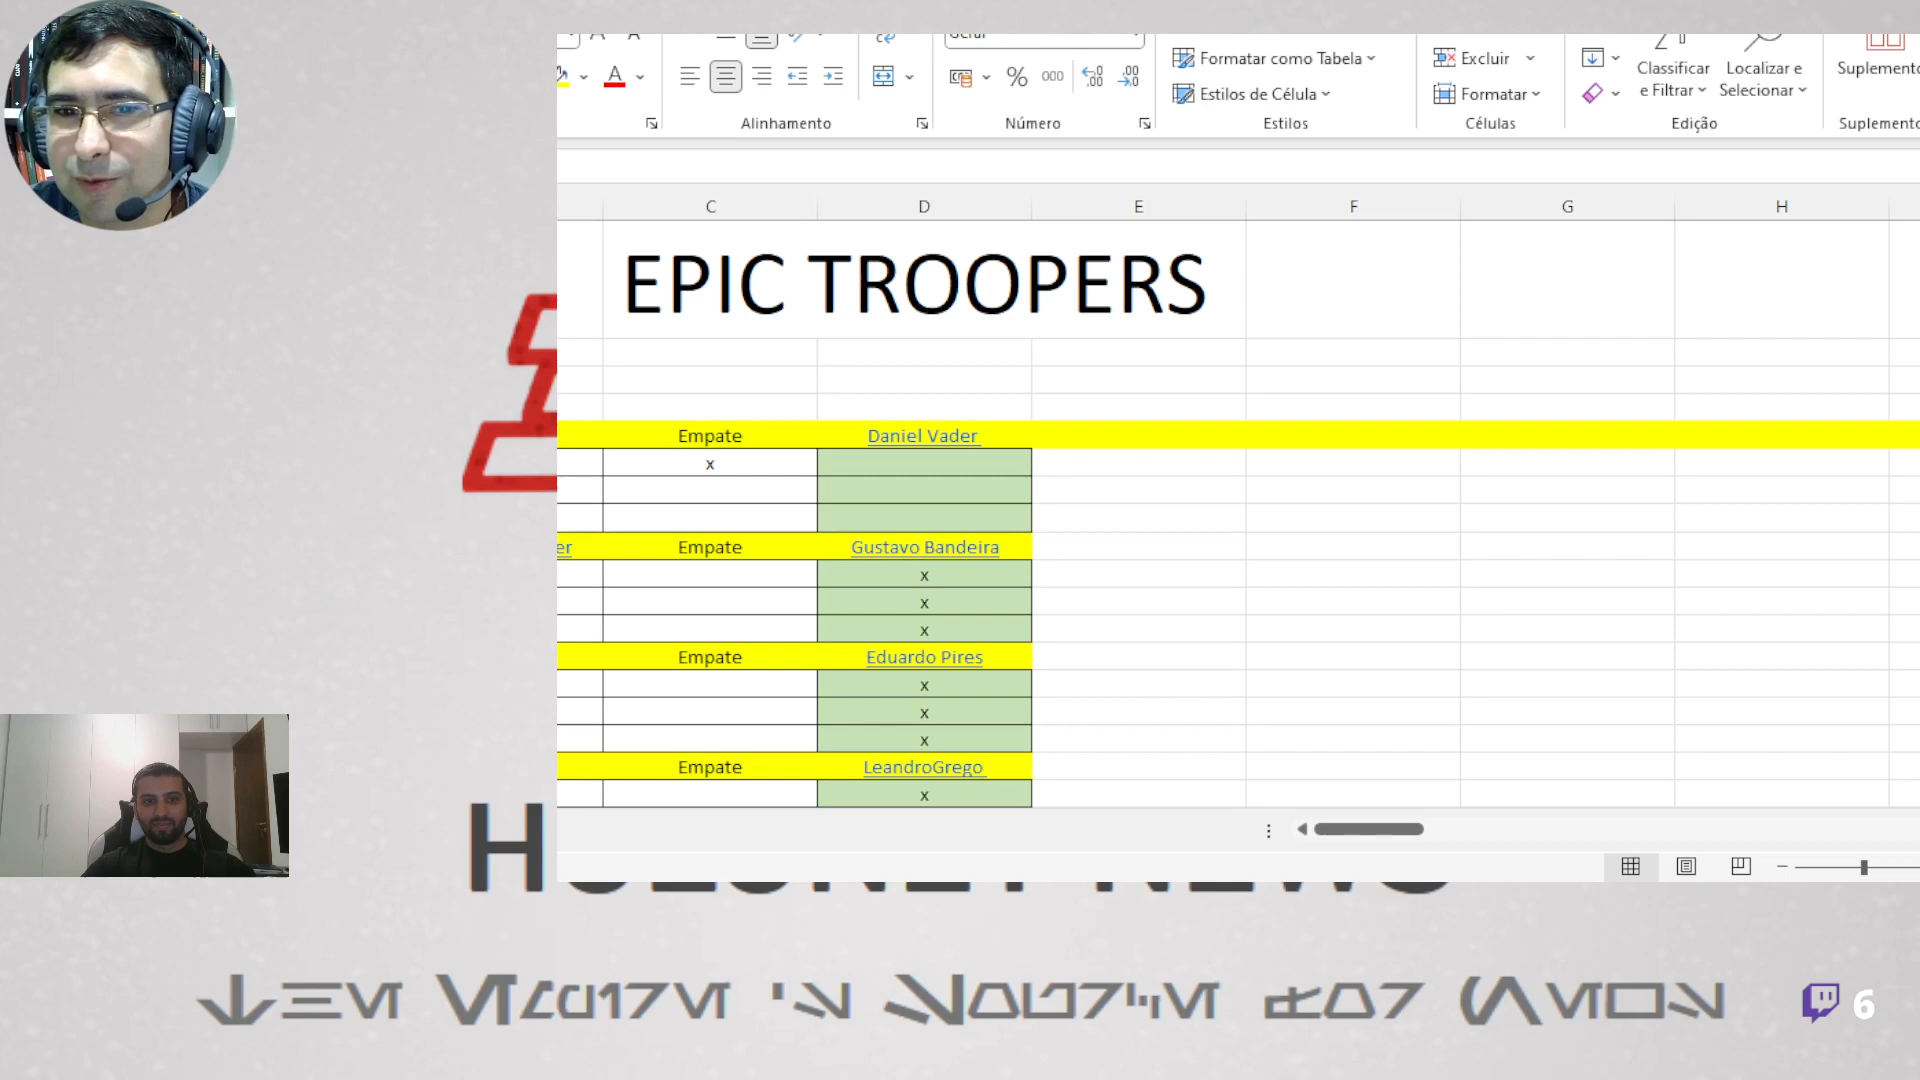 Geral
Formatar como Tabela
Excluir
Classificar Localizar e Suplemento
e Filtrar Selecionar
Estilos de Célula
Formatar
Alinhamento Número Estilos Células Edição Suplemento
C D E F G H
EPIC TROOPERS
Empate Daniel Vader
x
er Empate Gustavo Bandeira
x
x
x
Empate Eduardo Pires
x
x
x
Empate LeandroGrego
x
6